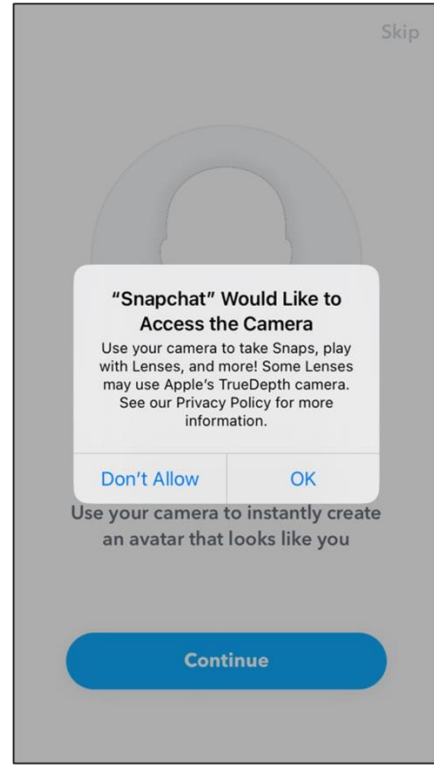 Skip
“Snapchat” Would Like to
Access the Camera
Use your camera to take Snaps, play
with Lenses, and more! Some Lenses
may use Apple’s TrueDepth camera.
See our Privacy Policy for more
information.
Don’t Allow
OK
Use your camera to instantly create
an avatar that looks like you
Continue